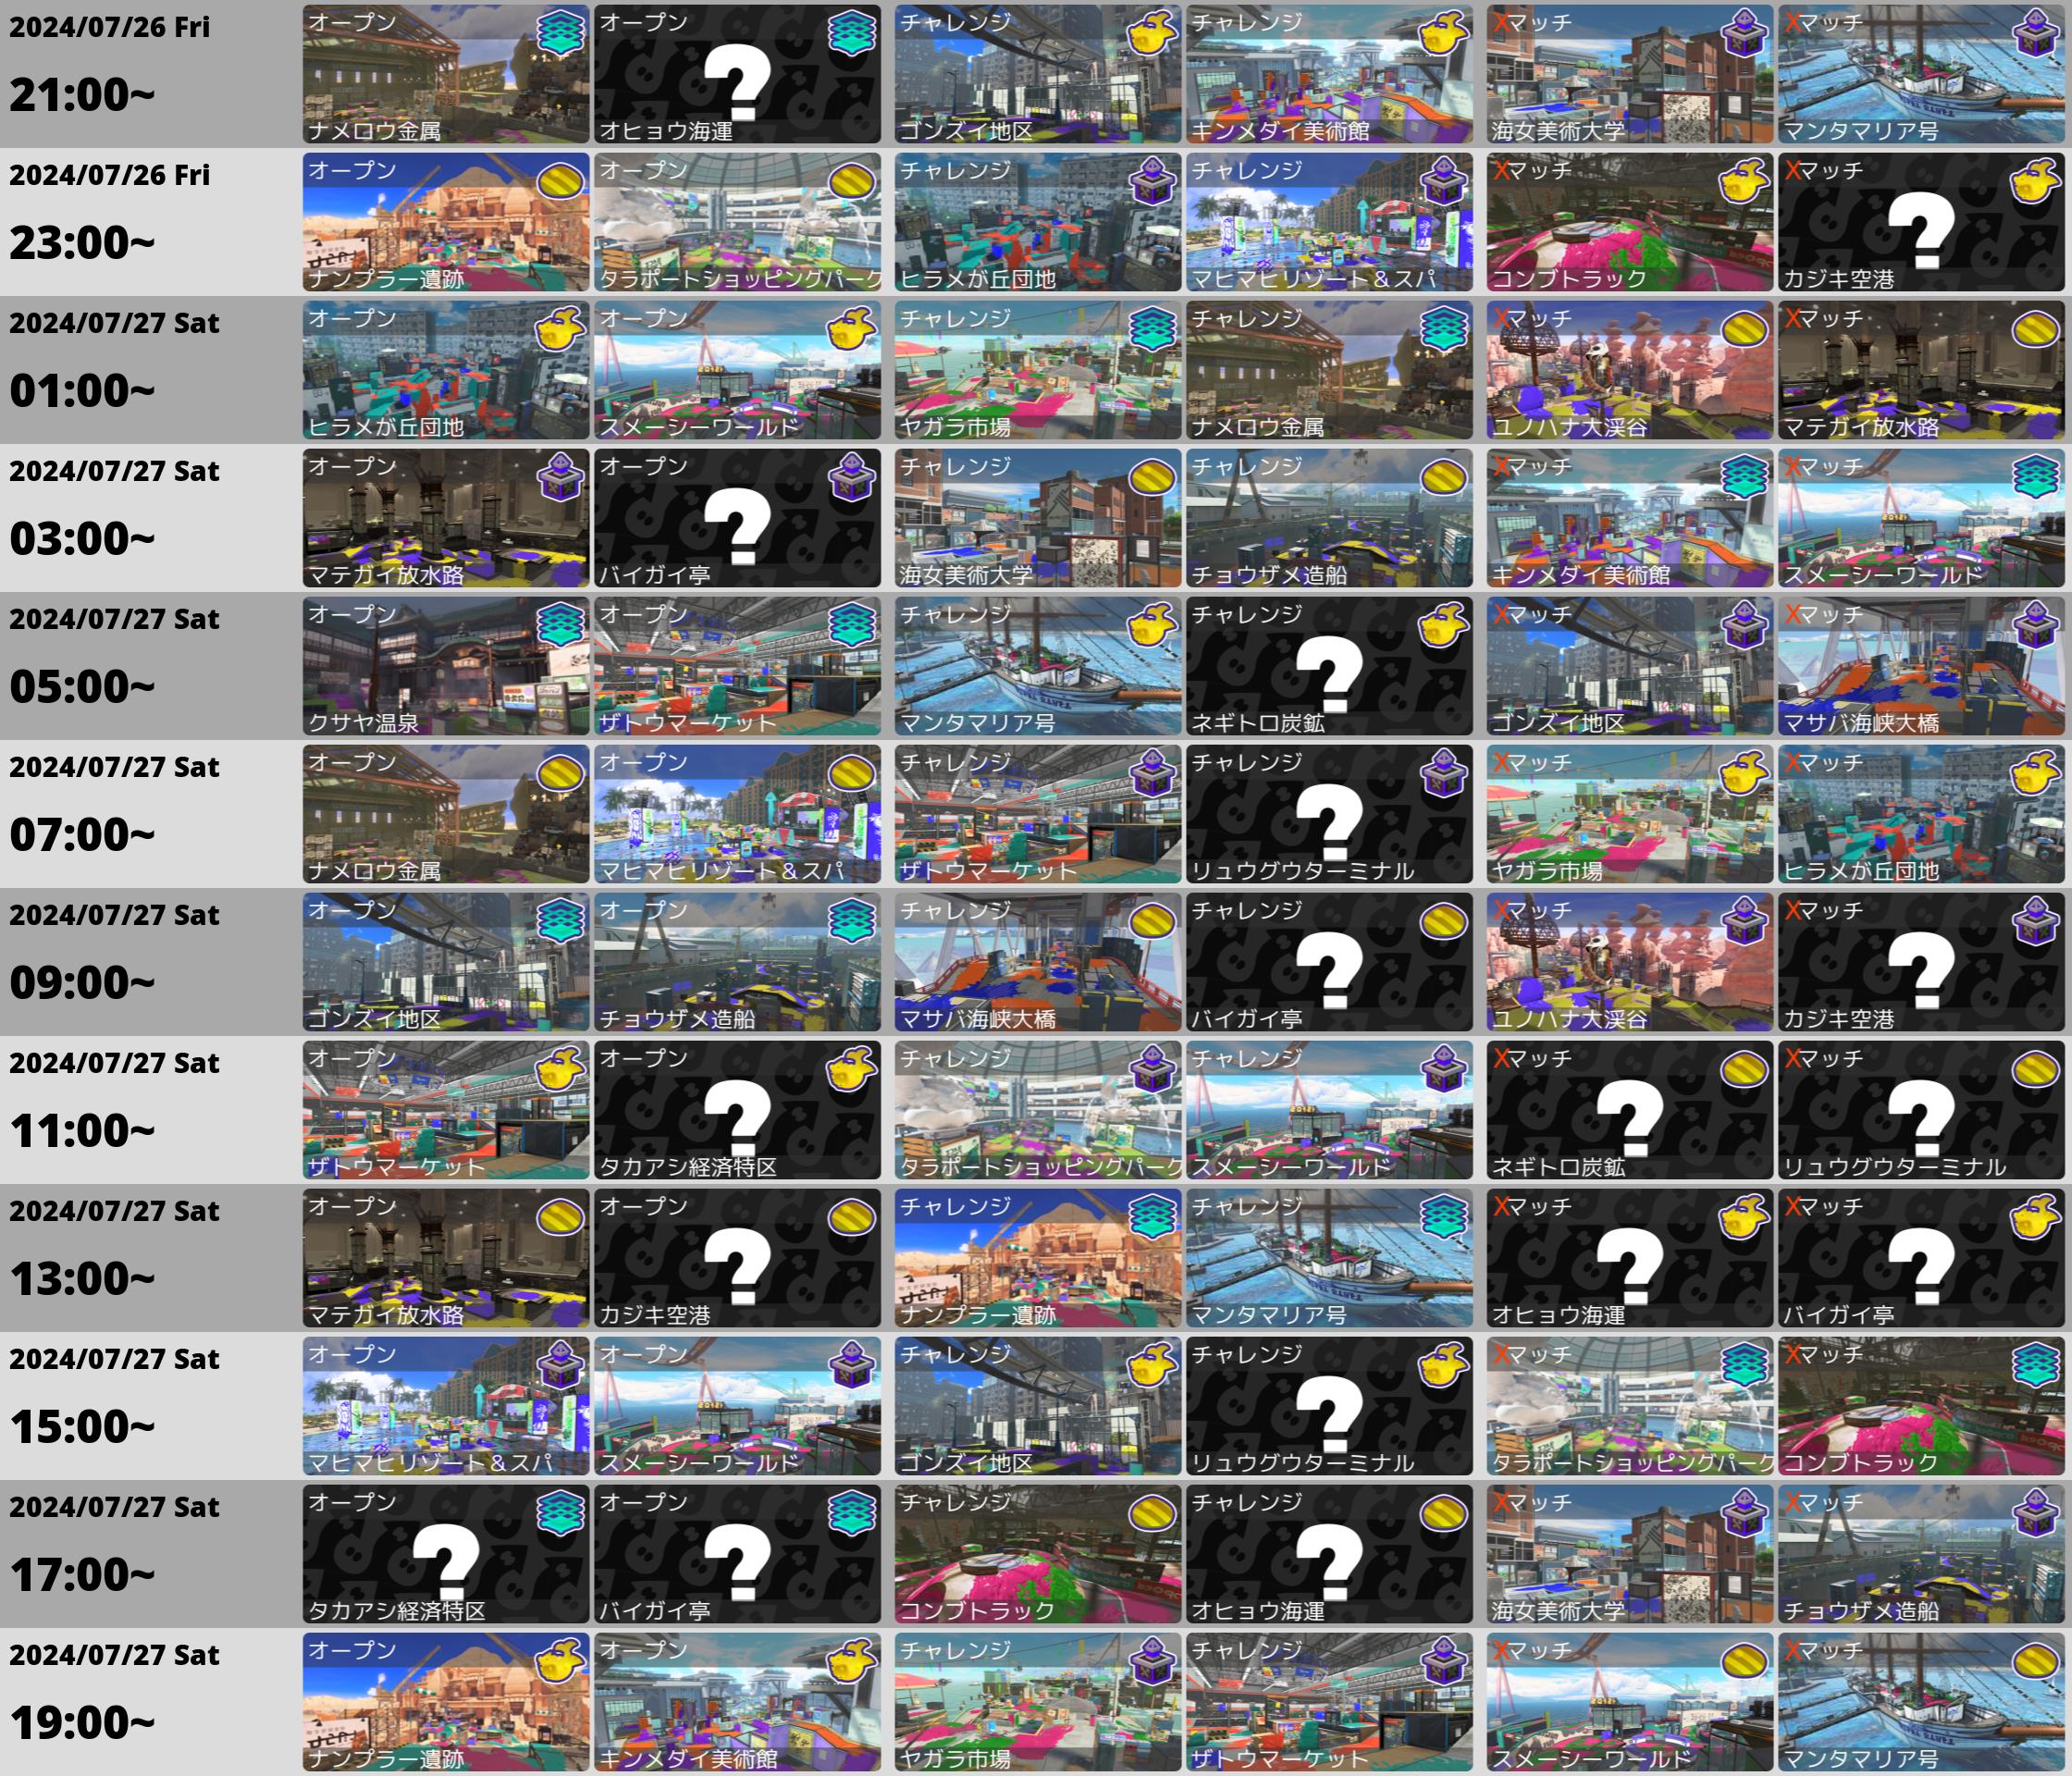 2024/07/26 Fri
21:00~
オープン オープン チャレンジ チャレンジ Xマッチ Xマッチ
ナメロウ金属 オヒョウ海運 ゴンズイ地区 キンメダイ美術館 海女美術大学 マンタマリア号
2024/07/26 Fri
23:00~
オープン オープン チャレンジ チャレンジ Xマッチ Xマッチ
ナンプラー遺跡 タラポートショッピングパーク ヒラメが丘団地 マヒマヒリゾート&スパ コンブトラック カジキ空港
2024/07/27 Sat
01:00~
オープン オープン チャレンジ チャレンジ Xマッチ Xマッチ
ヒラメが丘団地 スメーシーワールド ヤガラ市場 ナメロウ金属 ユノハナ大渓谷 マテガイ放水路
2024/07/27 Sat
03:00~
オープン オープン チャレンジ チャレンジ Xマッチ Xマッチ
マテガイ放水路 バイガイ亭 海女美術大学 チョウザメ造船 キンメダイ美術館 スメーシーワールド
2024/07/27 Sat
05:00~
オープン オープン チャレンジ チャレンジ Xマッチ Xマッチ
クサヤ温泉 ザトウマーケット マンタマリア号 ネギトロ炭鉱 ゴンズイ地区 マサバ海峡大橋
2024/07/27 Sat
07:00~
オープン オープン チャレンジ チャレンジ Xマッチ Xマッチ
ナメロウ金属 マヒマヒリゾート&スパ ザトウマーケット リュウグウターミナル ヤガラ市場 ヒラメが丘団地
2024/07/27 Sat
09:00~
オープン オープン チャレンジ チャレンジ Xマッチ Xマッチ
ゴンズイ地区 チョウザメ造船 マサバ海峡大橋 バイガイ亭 ユノハナ大渓谷 カジキ空港
2024/07/27 Sat
11:00~
オープン オープン チャレンジ チャレンジ Xマッチ Xマッチ
ザトウマーケット タカアシ経済特区 タラポートショッピングパーク スメーシーワールド ネギトロ炭鉱 リュウグウターミナル
2024/07/27 Sat
13:00~
オープン オープン チャレンジ チャレンジ Xマッチ Xマッチ
マテガイ放水路 カジキ空港 ナンプラー遺跡 マンタマリア号 オヒョウ海運 バイガイ亭
2024/07/27 Sat
15:00~
オープン オープン チャレンジ チャレンジ Xマッチ Xマッチ
マヒマヒリゾート&スパ スメーシーワールド ゴンズイ地区 リュウグウターミナル タラポートショッピングパーク コンブトラック
2024/07/27 Sat
17:00~
オープン オープン チャレンジ チャレンジ Xマッチ Xマッチ
タカアシ経済特区 バイガイ亭 コンブトラック オヒョウ海運 海女美術大学 チョウザメ造船
2024/07/27 Sat
19:00~
オープン オープン チャレンジ チャレンジ Xマッチ Xマッチ
ナンプラー遺跡 キンメダイ美術館 ヤガラ市場 ザトウマーケット スメーシーワールド マンタマリア号